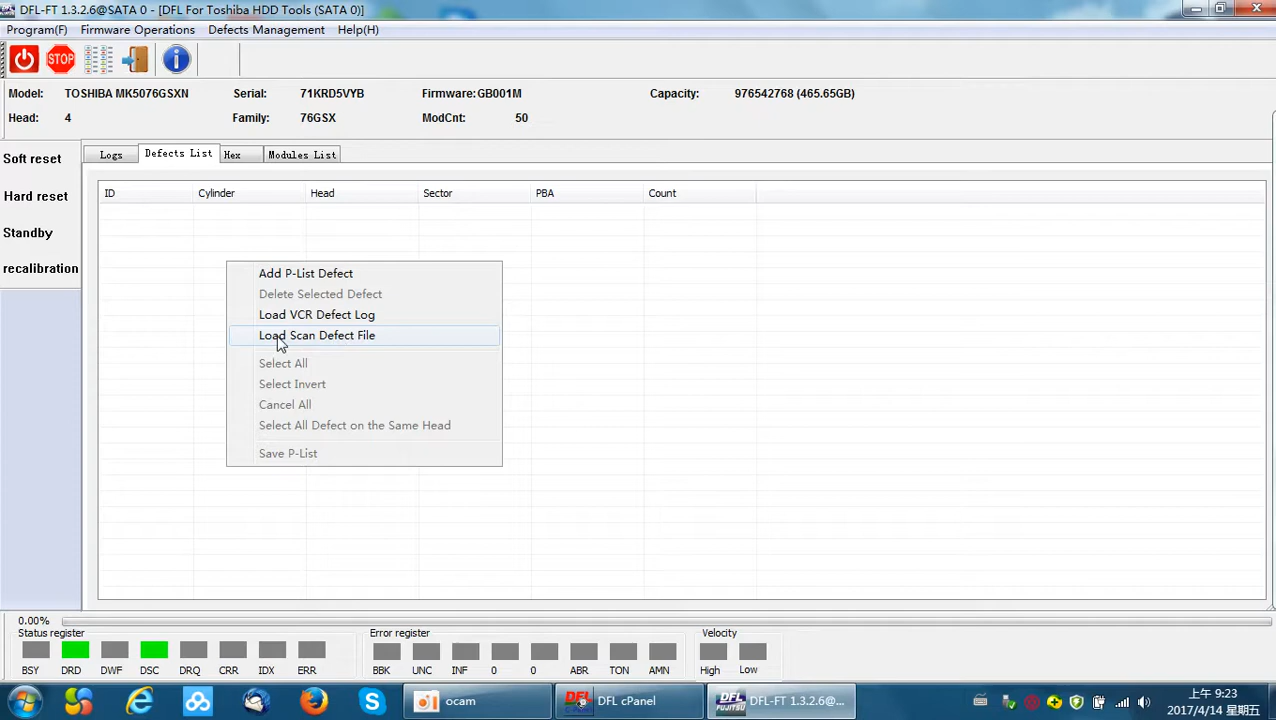 DFL-FT 1.3.2.6@SATA 0 - [DFL For Toshiba HDD Tools (SATA 0)]
Program(F) Firmware Operations Defects Management Help(H)
STOP
Model: TOSHIBA MK5076GSXN Serial: 71KRD5VYB Firmware: GB001M Capacity: 976542768 (465.65GB)
Head: 4 Family: 76GSX ModCnt: 50
Soft reset
Hard reset
Standby
recalibration
Logs Defects List Hex Modules List
ID Cylinder Head Sector PBA Count
Add P-List Defect
Delete Selected Defect
Load VCR Defect Log
Load Scan Defect File
Select All
Select Invert
Cancel All
Select All Defect on the Same Head
Save P-List
0.00%
Status register Error register Velocity
BSY DRD DWF DSC DRQ CRR IDX ERR BBK UNC INF 0 0 ABR TON AMN High Low
ocam DFL cPanel DFL-FT 1.3.2.6@...
上午 9:23
2017/4/14 星期五